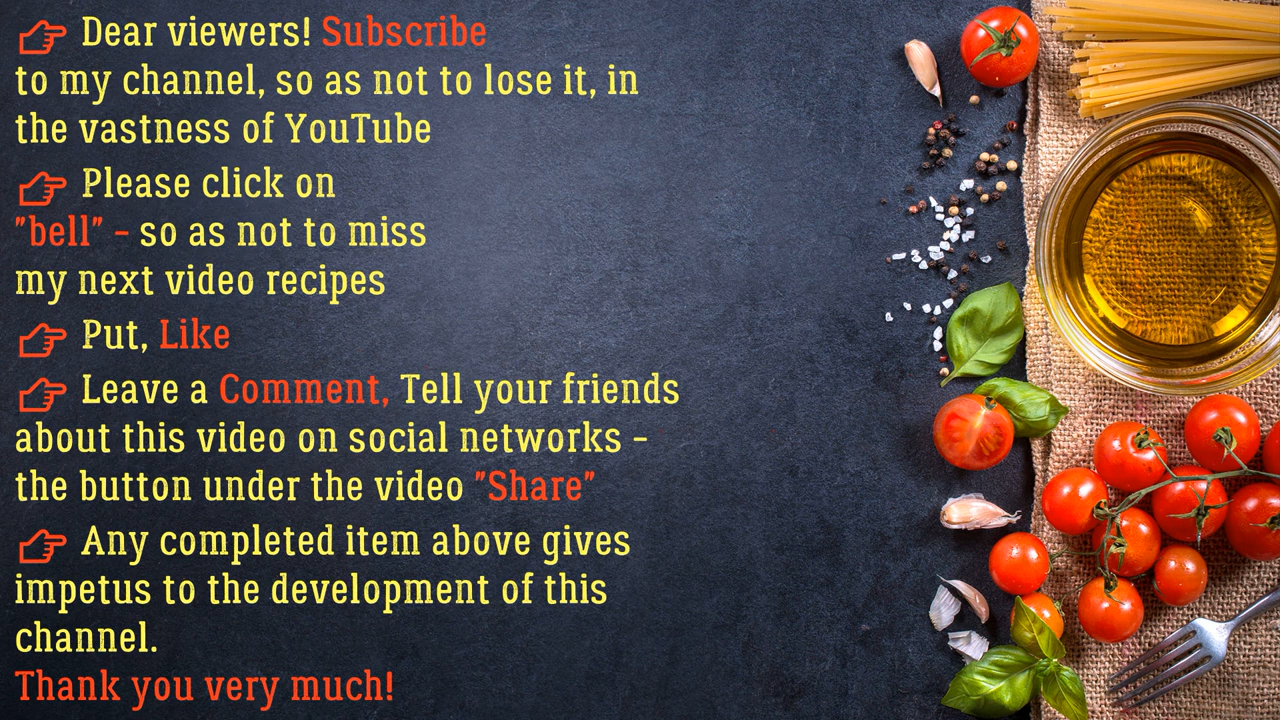 Dear viewers! Subscribe
to my channel, so as not to lose it, in
the vastness of YouTube
Please click on
"bell" - so as not to miss
my next video recipes
Put, Like
Leave a Comment, Tell your friends
about this video on social networks -
the button under the video "Share"
Any completed item above gives
impetus to the development of this
channel.
Thank you very much!